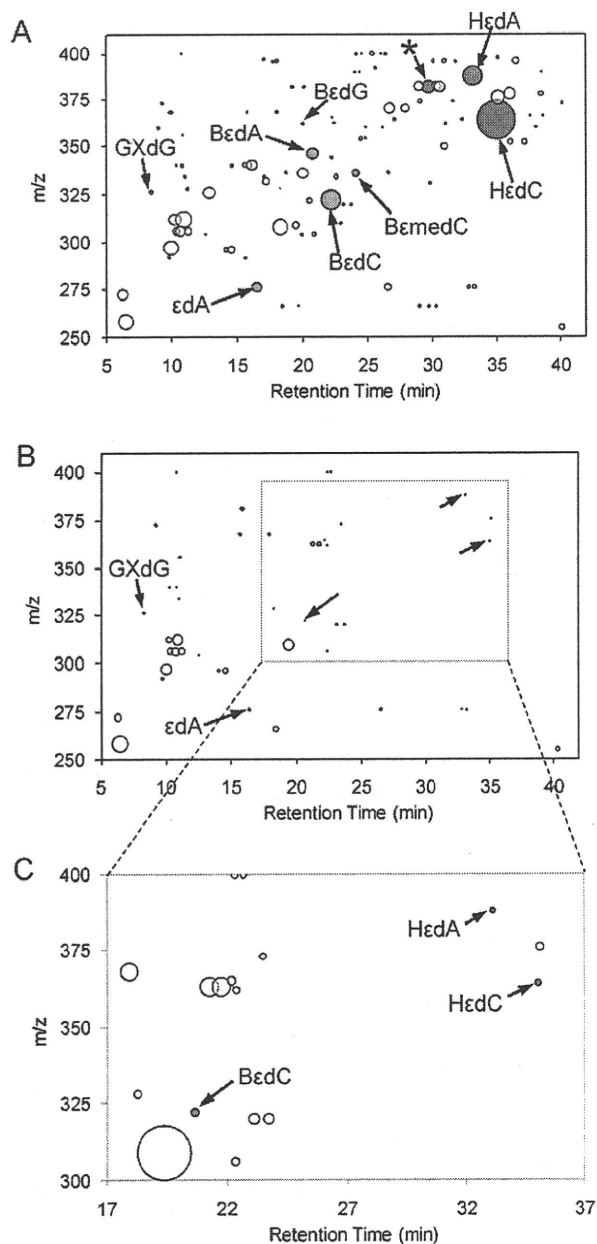 A
400
375
350
325
300
275
250
m/z
*
HεdA
BεdG
BεdA
GXdG
HεdC
BεmedC
BεdC
εdA
5 10 15 20 25 30 35 40
Retention Time (min)
B
400
375
350
325
300
275
250
m/z
GXdG
εdA
5 10 15 20 25 30 35 40
Retention Time (min)
C
400
375
350
325
300
m/z
HεdA
HεdC
BεdC
17 22 27 32 37
Retention Time (min)